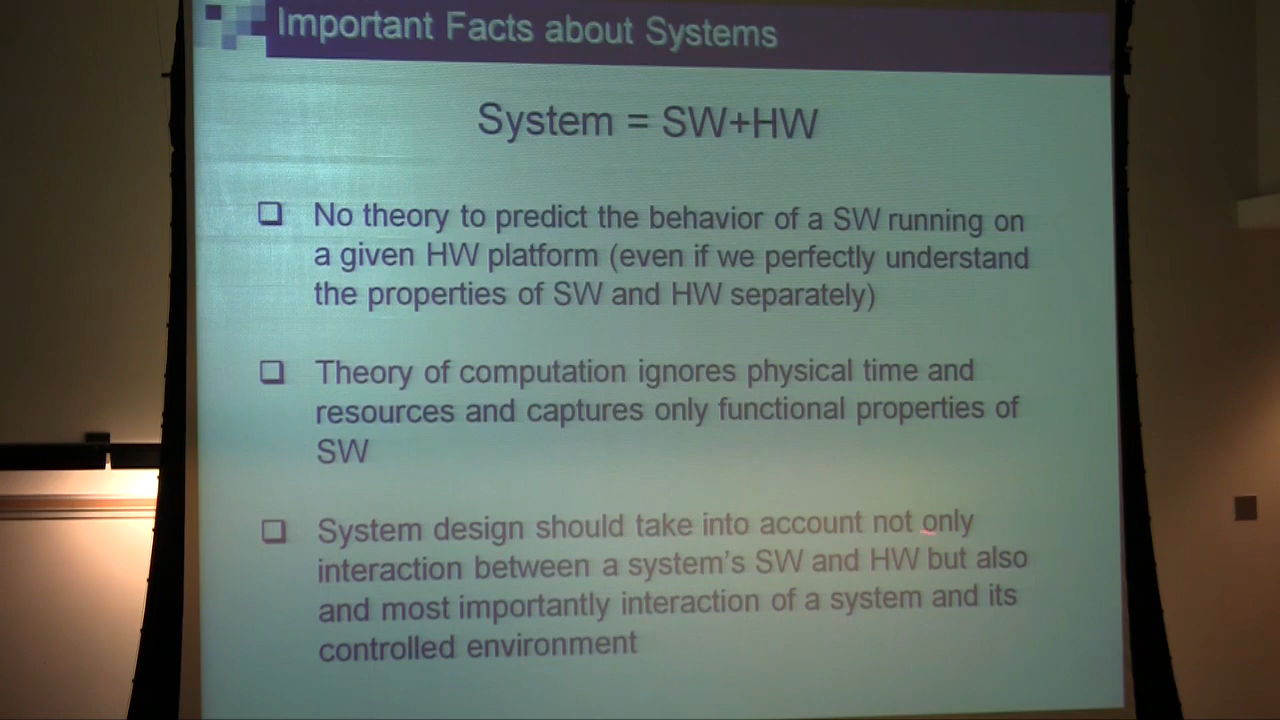 Important Facts about Systems
System = SW+HW
❑ No theory to predict the behavior of a SW running on
a given HW platform (even if we perfectly understand
the properties of SW and HW separately)
❑ Theory of computation ignores physical time and
resources and captures only functional properties of
SW
❑ System design should take into account not only
interaction between a system's SW and HW but also
and most importantly interaction of a system and its
controlled environment